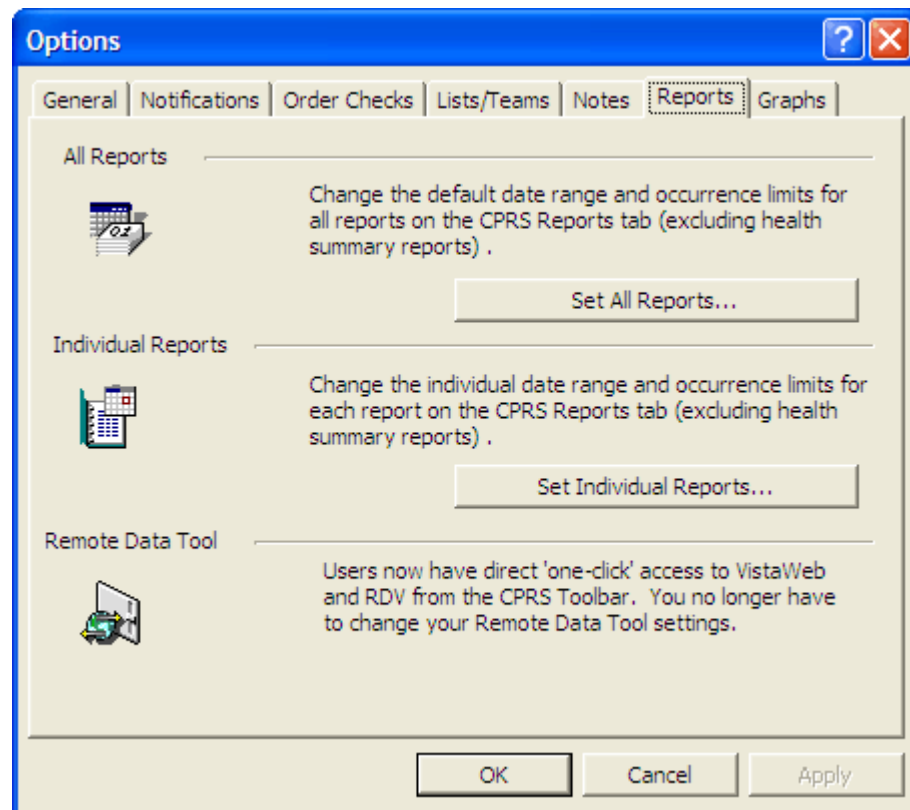 Options
General Notifications Order Checks Lists/Teams Notes Reports Graphs
All Reports
Change the default date range and occurrence limits for
all reports on the CPRS Reports tab (excluding health
summary reports) .
Set All Reports...
Individual Reports
Change the individual date range and occurrence limits for
each report on the CPRS Reports tab (excluding health
summary reports) .
Set Individual Reports...
Remote Data Tool
Users now have direct 'one-click' access to VistaWeb
and RDV from the CPRS Toolbar. You no longer have
to change your Remote Data Tool settings.
OK Cancel Apply